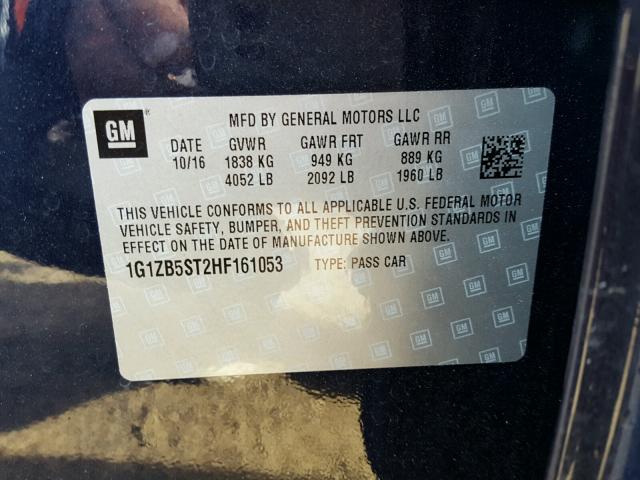 GM
MFD BY GENERAL MOTORS LLC
DATE GVWR GAWR FRT GAWR RR
10/16 1838 KG 949 KG 889 KG
4052 LB 2092 LB 1960 LB
THIS VEHICLE CONFORMS TO ALL APPLICABLE U.S. FEDERAL MOTOR
VEHICLE SAFETY, BUMPER, AND THEFT PREVENTION STANDARDS IN
EFFECT ON THE DATE OF MANUFACTURE SHOWN ABOVE.
1G1ZB5ST2HF161053 TYPE: PASS CAR